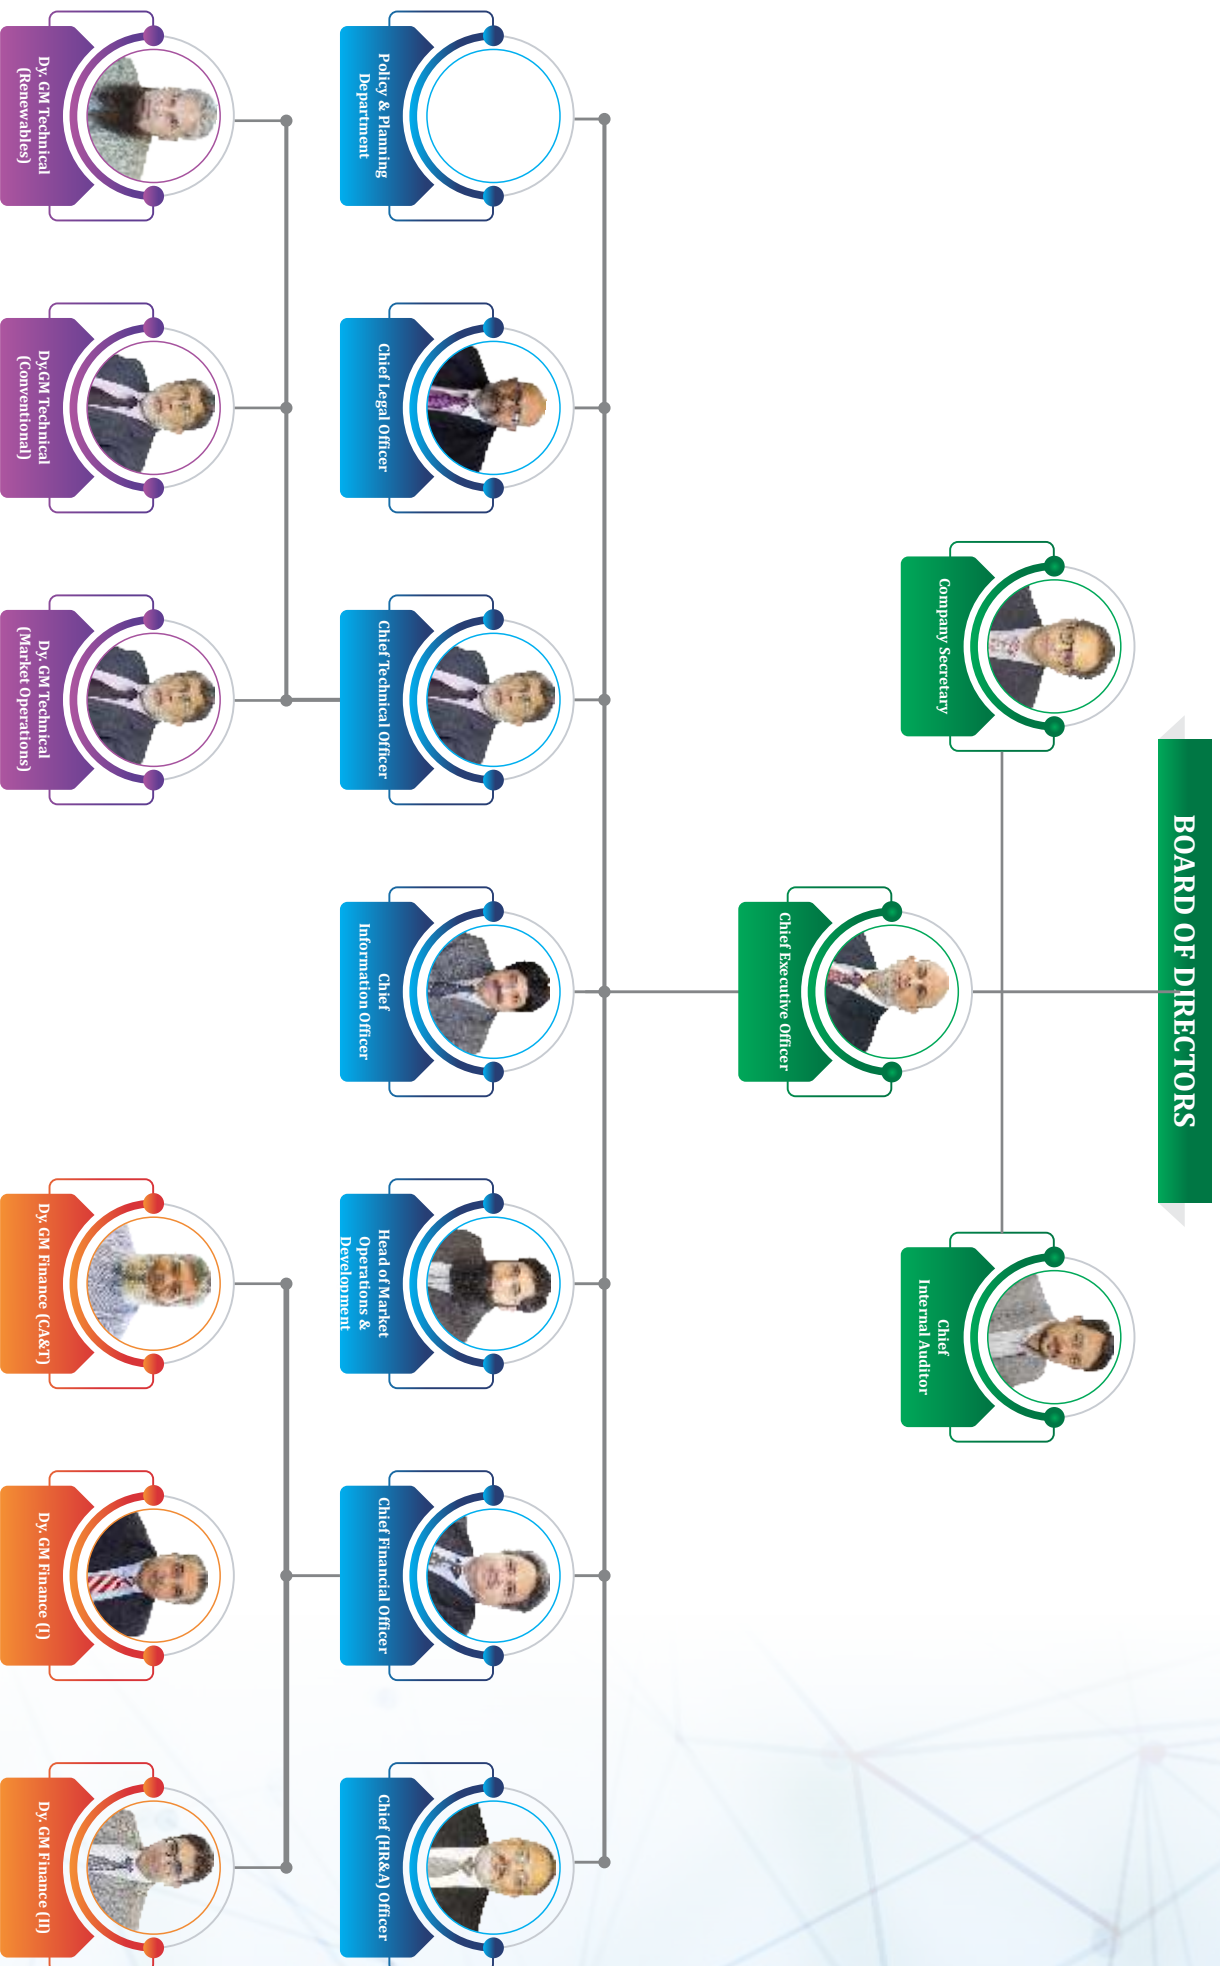 BOARD OF DIRECTORS
Company Secretary
Chief
Internal Auditor
Chief Executive Officer
Policy & Planning
Department
Chief Legal Officer
Chief Technical Officer
Chief
Information Officer
Head of Market
Operations &
Development
Chief Financial Officer
Chief (HR&A) Officer
Dy. GM Technical
(Renewables)
Dy.GM Technical
(Conventional)
Dy. GM Technical
(Market Operations)
Dy. GM Finance (CA&T)
Dy. GM Finance (I)
Dy. GM Finance (II)